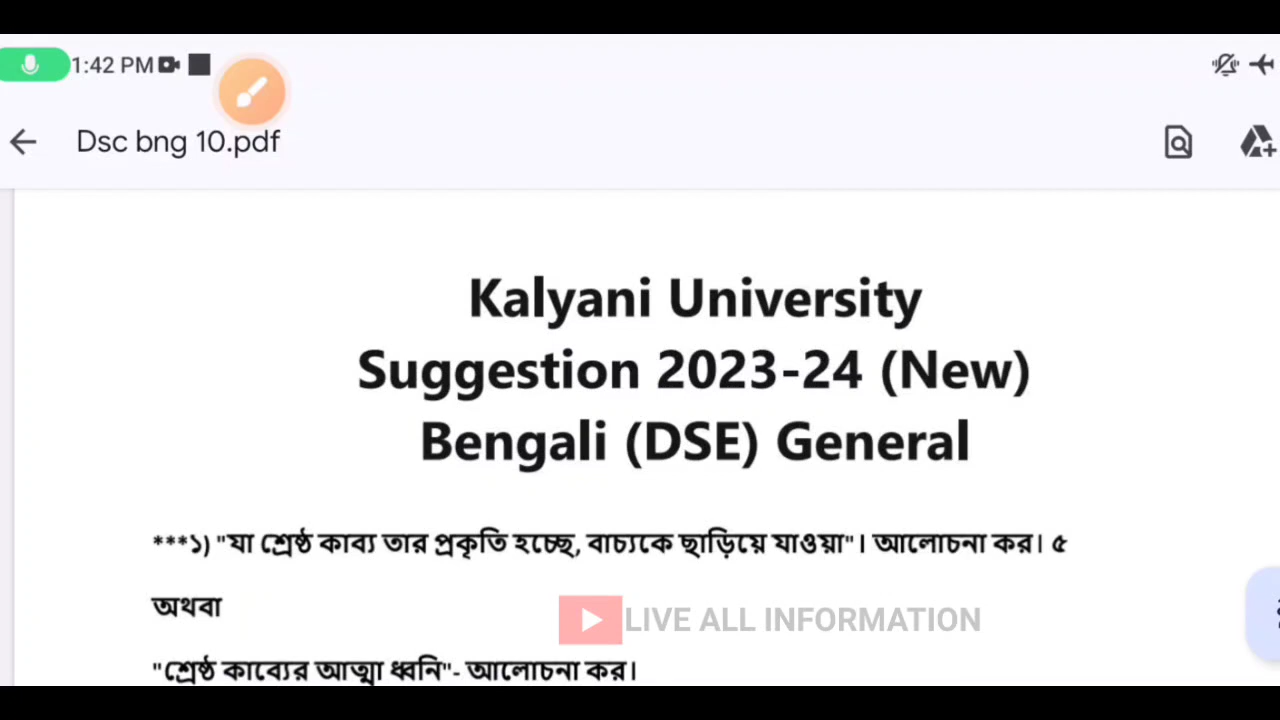 1:42 PM
Dsc bng 10.pdf
Kalyani University
Suggestion 2023-24 (New)
Bengali (DSE) General
***১) "যা শ্রেষ্ঠ কাব্য তার প্রকৃতি হচ্ছে, বাচ্যকে ছাড়িয়ে যাওয়া"। আলোচনা কর। ৫
অথবা
LIVE ALL INFORMATION
"শ্রেষ্ঠ কাব্যের আত্মা ধ্বনি"- আলোচনা কর।